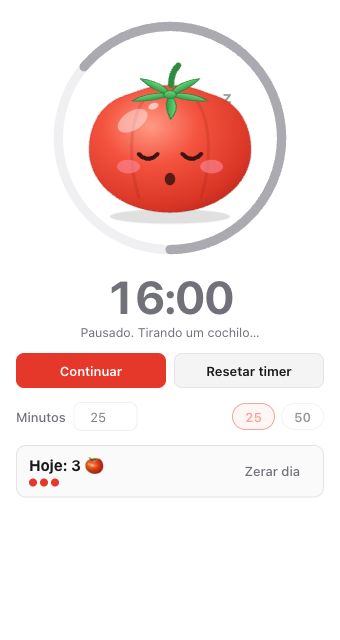 z
16:00
Pausado. Tirando um cochilo...
Continuar
Resetar timer
Minutos 25
25
50
Hoje: 3 🍅
Zerar dia